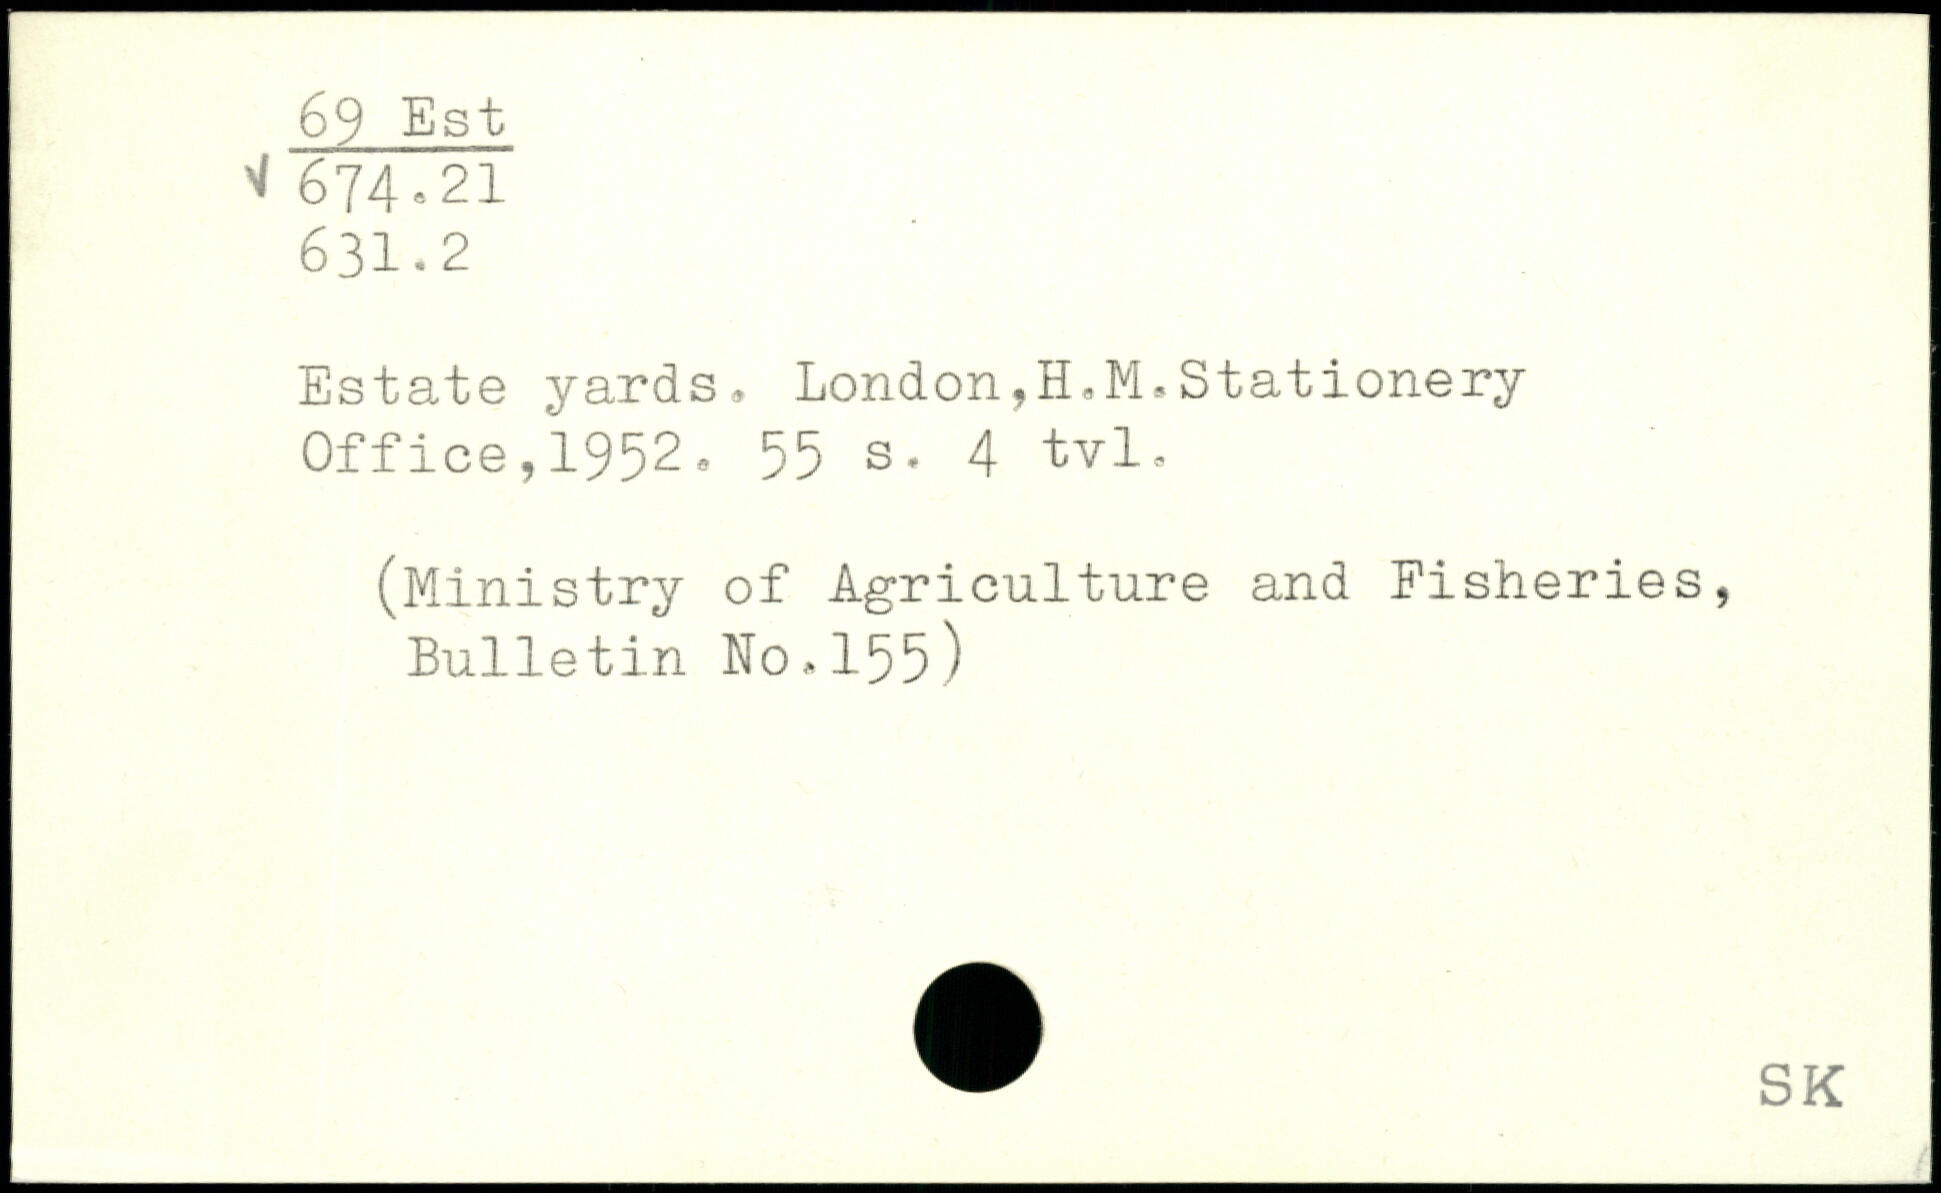 69 Est
√ 674.21
631.2
Estate yards. London,H.M.Stationery
Office,1952. 55 s. 4 tvl.
(Ministry of Agriculture and Fisheries,
Bulletin No.155)
SK